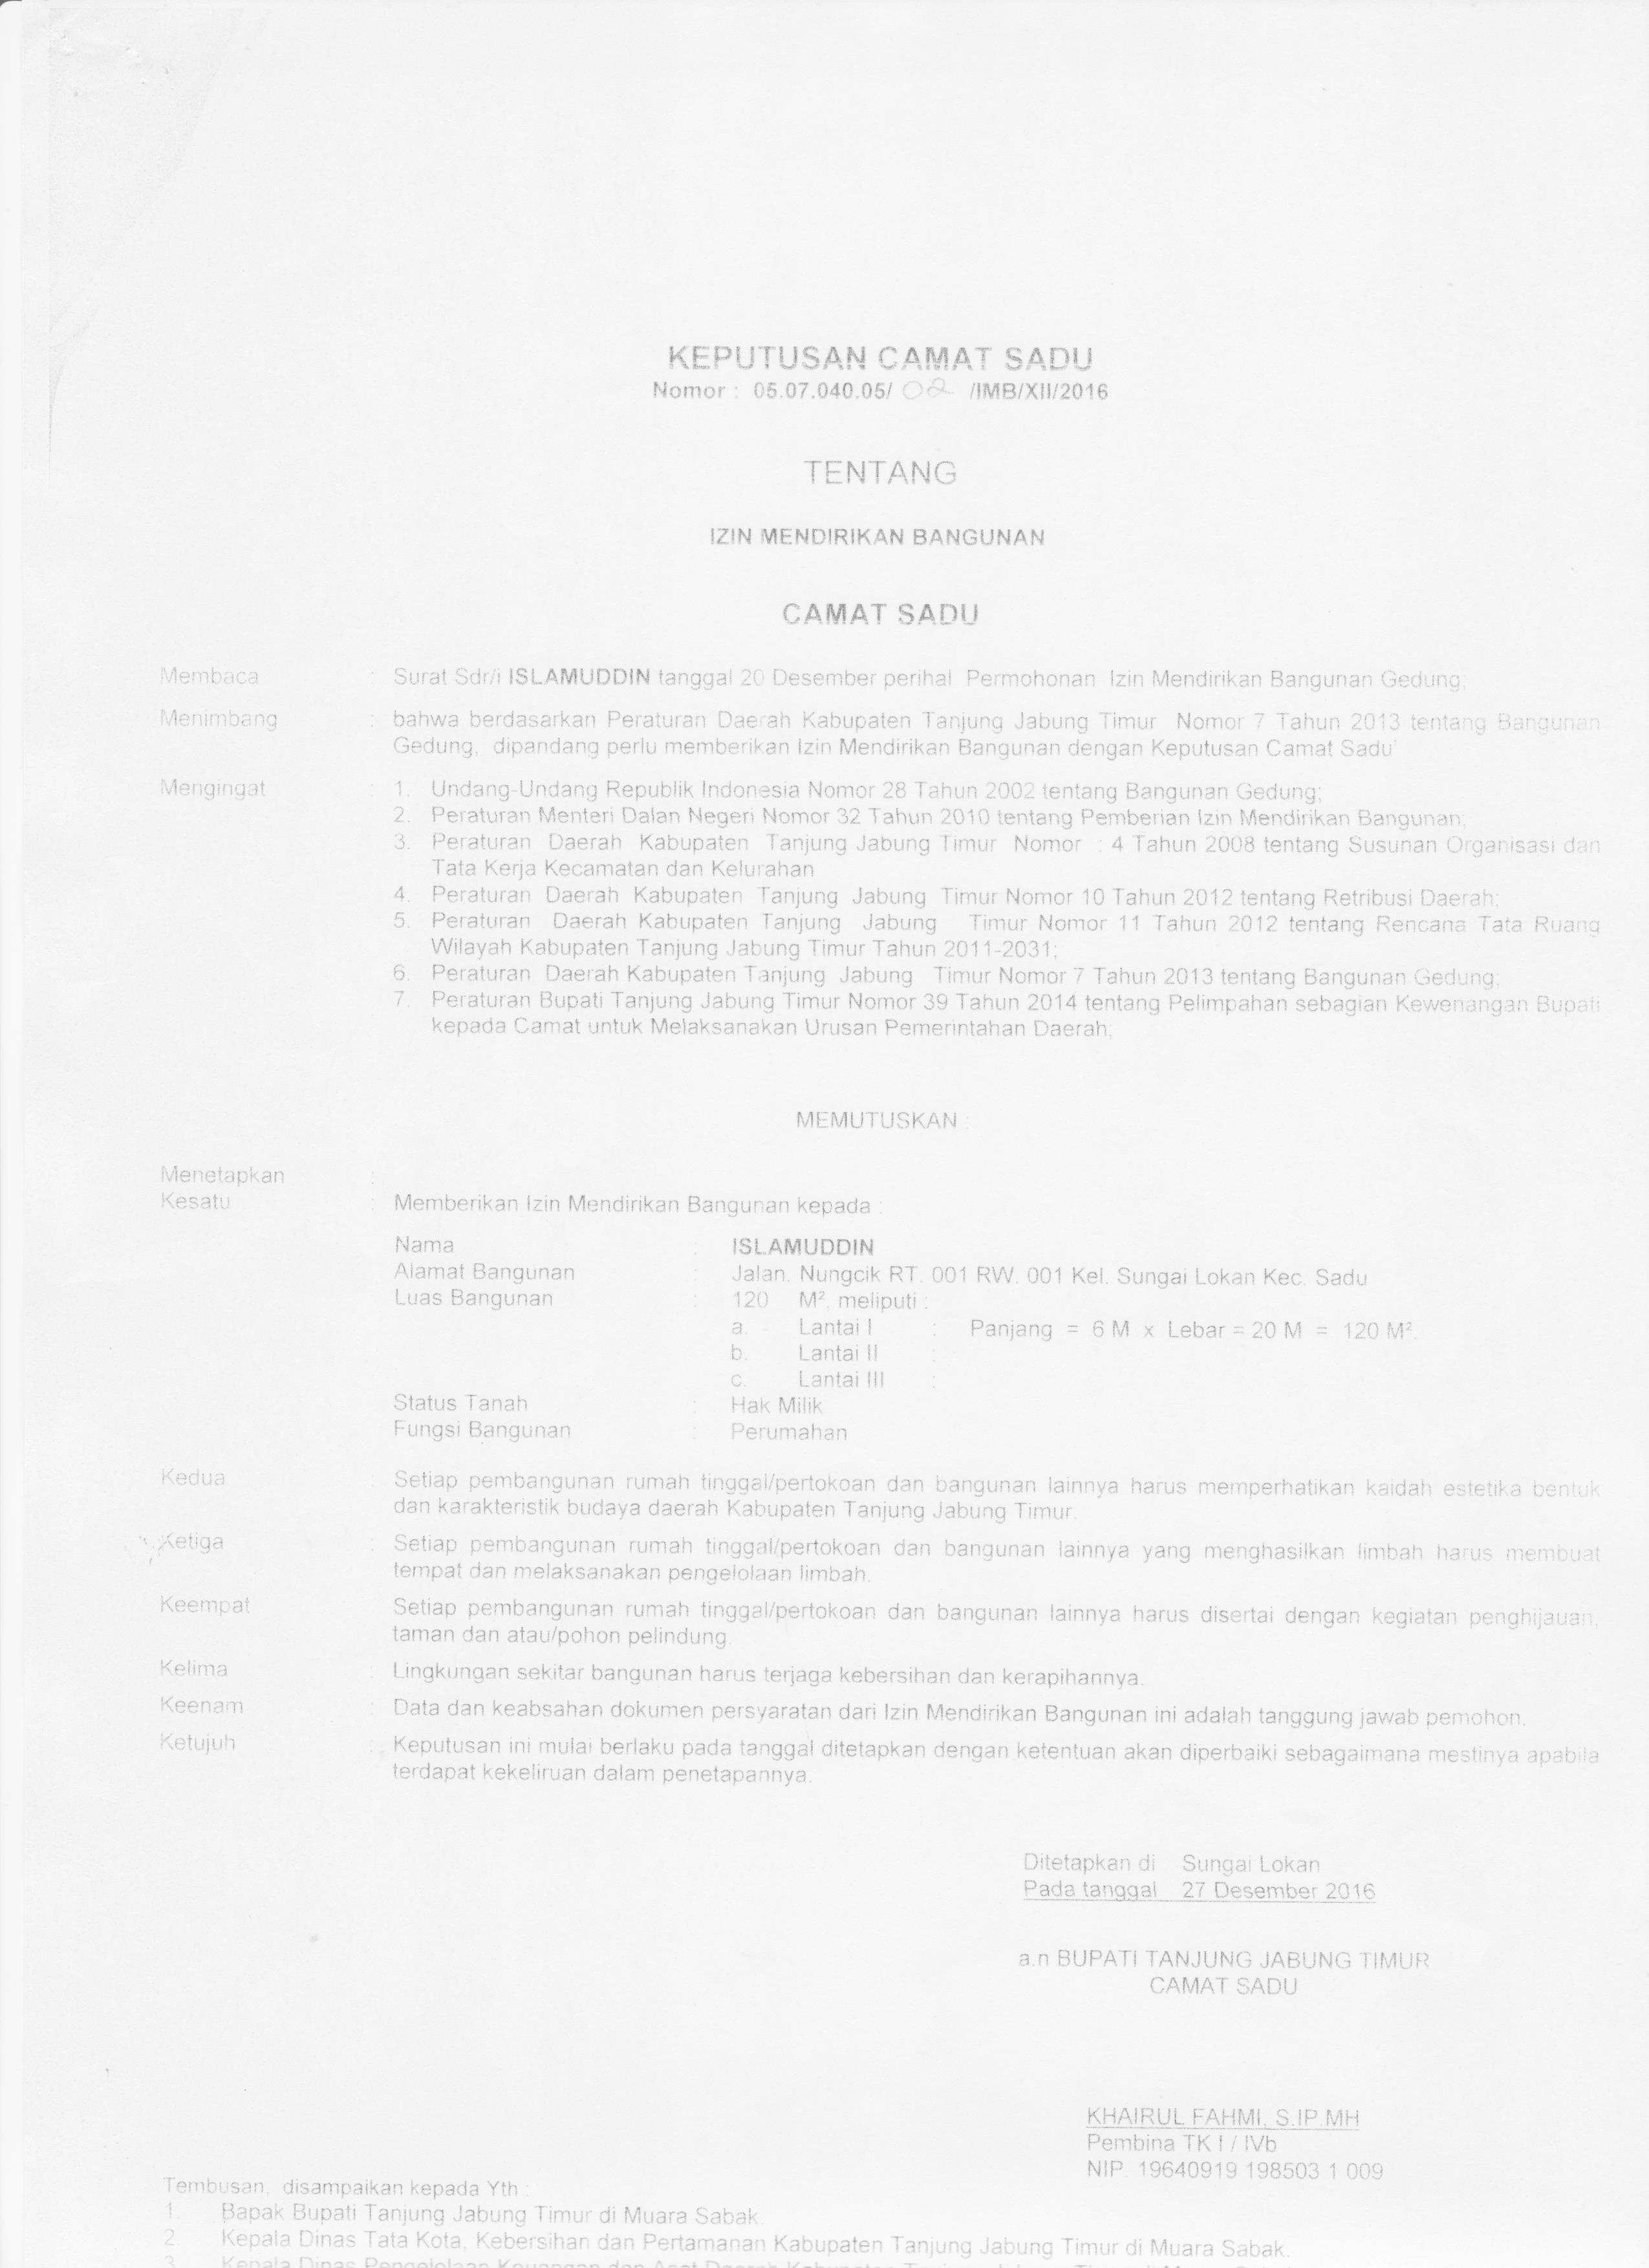 KEPUTUSAN CAMAT SADU
Nomor : 05.07.040.05/ 02 /IMB/XII/2016
TENTANG
IZIN MENDIRIKAN BANGUNAN
CAMAT SADU
Membaca : Surat Sdr/i ISLAMUDDIN tanggal 20 Desember perihal Permohonan Izin Mendirikan Bangunan Gedung;
Menimbang : bahwa berdasarkan Peraturan Daerah Kabupaten Tanjung Jabung Timur Nomor 7 Tahun 2013 tentang Bangunan
Gedung, dipandang perlu memberikan Izin Mendirikan Bangunan dengan Keputusan Camat Sadu
Mengingat : 1. Undang-Undang Republik Indonesia Nomor 28 Tahun 2002 tentang Bangunan Gedung;
2. Peraturan Menteri Dalan Negeri Nomor 32 Tahun 2010 tentang Pemberian Izin Mendirikan Bangunan;
3. Peraturan Daerah Kabupaten Tanjung Jabung Timur Nomor : 4 Tahun 2008 tentang Susunan Organisasi dan
Tata Kerja Kecamatan dan Kelurahan
4. Peraturan Daerah Kabupaten Tanjung Jabung Timur Nomor 10 Tahun 2012 tentang Retribusi Daerah;
5. Peraturan Daerah Kabupaten Tanjung Jabung Timur Nomor 11 Tahun 2012 tentang Rencana Tata Ruang
Wilayah Kabupaten Tanjung Jabung Timur Tahun 2011-2031;
6. Peraturan Daerah Kabupaten Tanjung Jabung Timur Nomor 7 Tahun 2013 tentang Bangunan Gedung;
7. Peraturan Bupati Tanjung Jabung Timur Nomor 39 Tahun 2014 tentang Pelimpahan sebagian Kewenangan Bupati
kepada Camat untuk Melaksanakan Urusan Pemerintahan Daerah;
MEMUTUSKAN
Menetapkan :
Kesatu : Memberikan Izin Mendirikan Bangunan kepada :
Nama : ISLAMUDDIN
Alamat Bangunan : Jalan. Nungcik RT. 001 RW. 001 Kel. Sungai Lokan Kec. Sadu
Luas Bangunan : 120 M². meliputi :
a. Lantai I : Panjang = 6 M x Lebar = 20 M = 120 M².
b. Lantai II :
c. Lantai III :
Status Tanah : Hak Milik
Fungsi Bangunan : Perumahan
Kedua : Setiap pembangunan rumah tinggal/pertokoan dan bangunan lainnya harus memperhatikan kaidah estetika bentuk
dan karakteristik budaya daerah Kabupaten Tanjung Jabung Timur.
Ketiga : Setiap pembangunan rumah tinggal/pertokoan dan bangunan lainnya yang menghasilkan limbah harus membuat
tempat dan melaksanakan pengelolaan limbah.
Keempat : Setiap pembangunan rumah tinggal/pertokoan dan bangunan lainnya harus disertai dengan kegiatan penghijauan,
taman dan atau/pohon pelindung.
Kelima : Lingkungan sekitar bangunan harus terjaga kebersihan dan kerapihannya.
Keenam : Data dan keabsahan dokumen persyaratan dari Izin Mendirikan Bangunan ini adalah tanggung jawab pemohon.
Ketujuh : Keputusan ini mulai berlaku pada tanggal ditetapkan dengan ketentuan akan diperbaiki sebagaimana mestinya apabila
terdapat kekeliruan dalam penetapannya.
Ditetapkan di Sungai Lokan
Pada tanggal 27 Desember 2016
a.n BUPATI TANJUNG JABUNG TIMUR
CAMAT SADU
KHAIRUL FAHMI, S.IP.MH
Pembina TK I / IVb
NIP. 19640919 198503 1 009
Tembusan, disampaikan kepada Yth :
1. Bapak Bupati Tanjung Jabung Timur di Muara Sabak.
2. Kepala Dinas Tata Kota, Kebersihan dan Pertamanan Kabupaten Tanjung Jabung Timur di Muara Sabak.
3. Kepala Dinas Pengelolaan Keuangan dan Aset Daerah Kabupaten